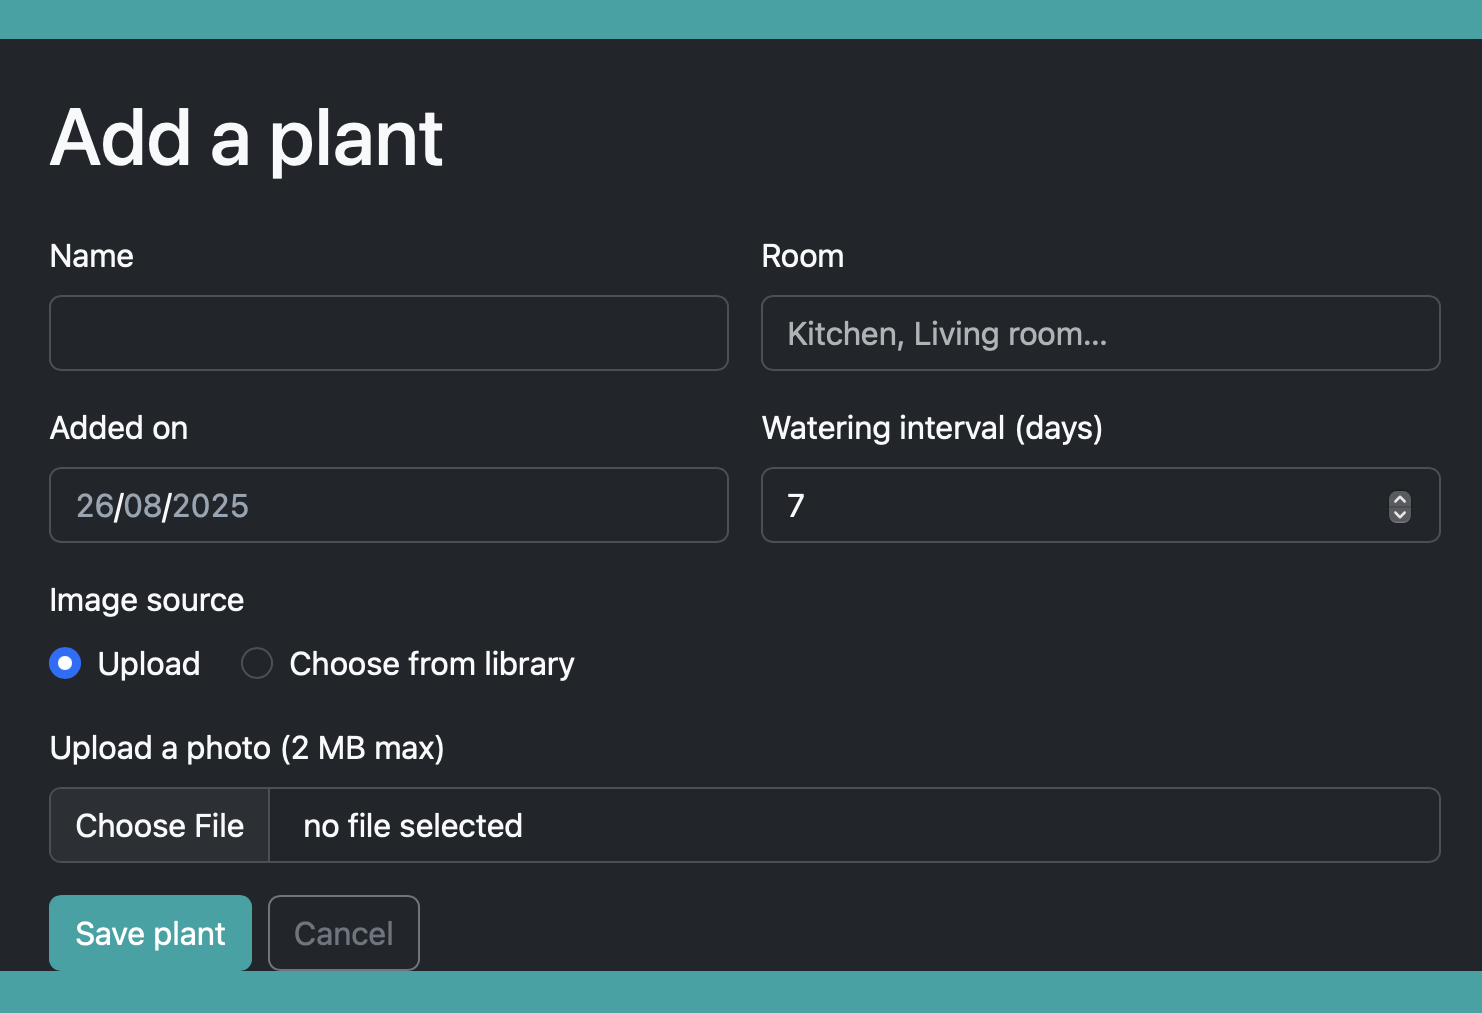 Add a plant
Name
Room
Kitchen, Living room...
Added on
Watering interval (days)
26/08/2025
7
Image source
Upload
Choose from library
Upload a photo (2 MB max)
Choose File
no file selected
Save plant
Cancel